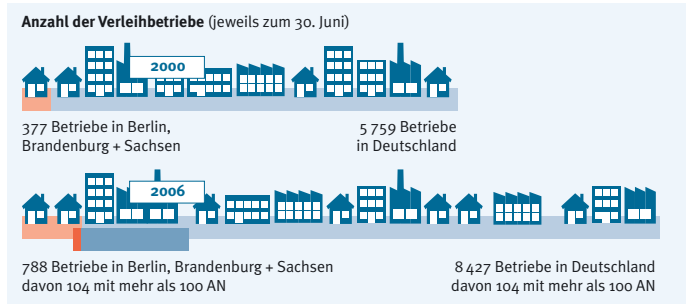 Anzahl der Verleihbetriebe (jeweils zum 30. Juni)
2000
377 Betriebe in Berlin,
Brandenburg + Sachsen
5 759 Betriebe
in Deutschland
2006
788 Betriebe in Berlin, Brandenburg + Sachsen
davon 104 mit mehr als 100 AN
8 427 Betriebe in Deutschland
davon 104 mit mehr als 100 AN